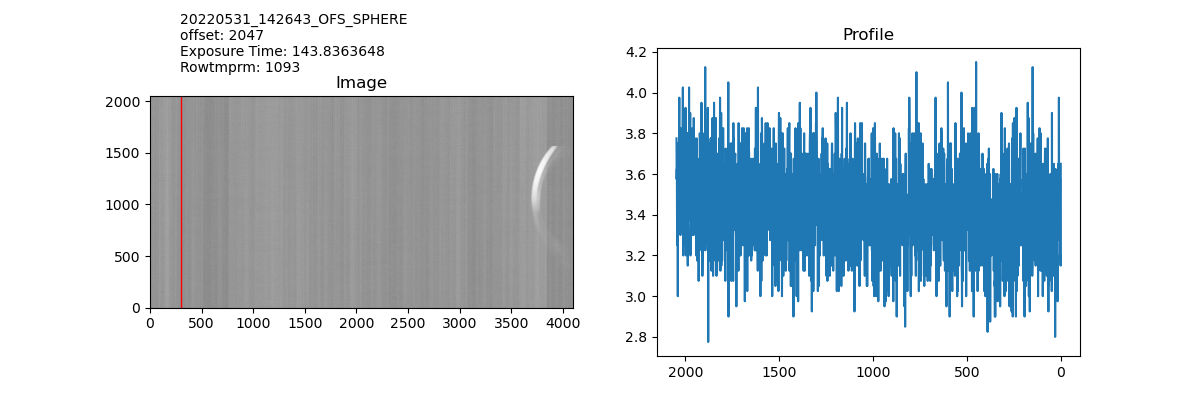 20220531_142643_OFS_SPHERE
offset: 2047
Exposure Time: 143.8363648
Rowtmprm: 1093
Image
2000
1500
1000
500
0
0 500 1000 1500 2000 2500 3000 3500 4000
Profile
4.2
4.0
3.8
3.6
3.4
3.2
3.0
2.8
2000 1500 1000 500 0